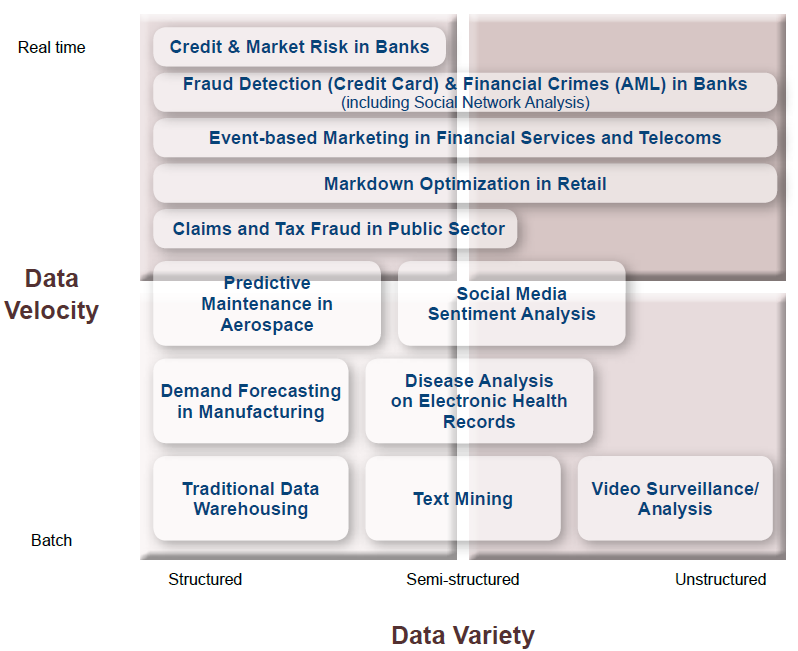 Real time
Credit & Market Risk in Banks
Fraud Detection (Credit Card) & Financial Crimes (AML) in Banks
(including Social Network Analysis)
Event-based Marketing in Financial Services and Telecoms
Markdown Optimization in Retail
Claims and Tax Fraud in Public Sector
Data
Velocity
Predictive
Maintenance in
Aerospace
Social Media
Sentiment Analysis
Demand Forecasting
in Manufacturing
Disease Analysis
on Electronic Health
Records
Traditional Data
Warehousing
Text Mining
Video Surveillance/
Analysis
Batch
Structured
Semi-structured
Unstructured
Data Variety